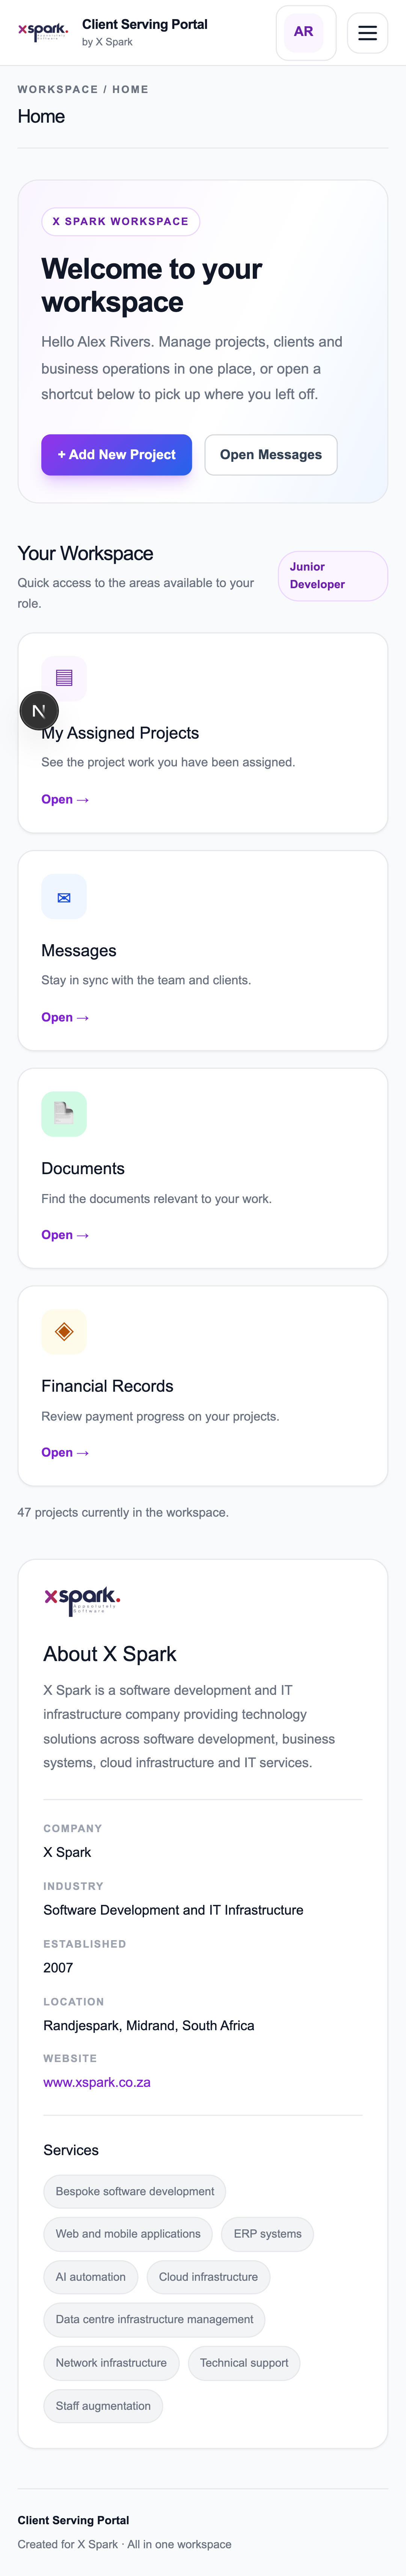 xspark.
Client Serving Portal
by X Spark
AR
WORKSPACE / HOME
Home
X SPARK WORKSPACE
Welcome to your
workspace
Hello Alex Rivers. Manage projects, clients and
business operations in one place, or open a
shortcut below to pick up where you left off.
+ Add New Project
Open Messages
Your Workspace
Quick access to the areas available to your
role.
Junior
Developer
N
My Assigned Projects
See the project work you have been assigned.
Open →
Messages
Stay in sync with the team and clients.
Open →
Documents
Find the documents relevant to your work.
Open →
Financial Records
Review payment progress on your projects.
Open →
47 projects currently in the workspace.
xspark.
Software
About X Spark
X Spark is a software development and IT
infrastructure company providing technology
solutions across software development, business
systems, cloud infrastructure and IT services.
COMPANY
X Spark
INDUSTRY
Software Development and IT Infrastructure
ESTABLISHED
2007
LOCATION
Randjespark, Midrand, South Africa
WEBSITE
www.xspark.co.za
Services
Bespoke software development
Web and mobile applications
ERP systems
AI automation
Cloud infrastructure
Data centre infrastructure management
Network infrastructure
Technical support
Staff augmentation
Client Serving Portal
Created for X Spark · All in one workspace